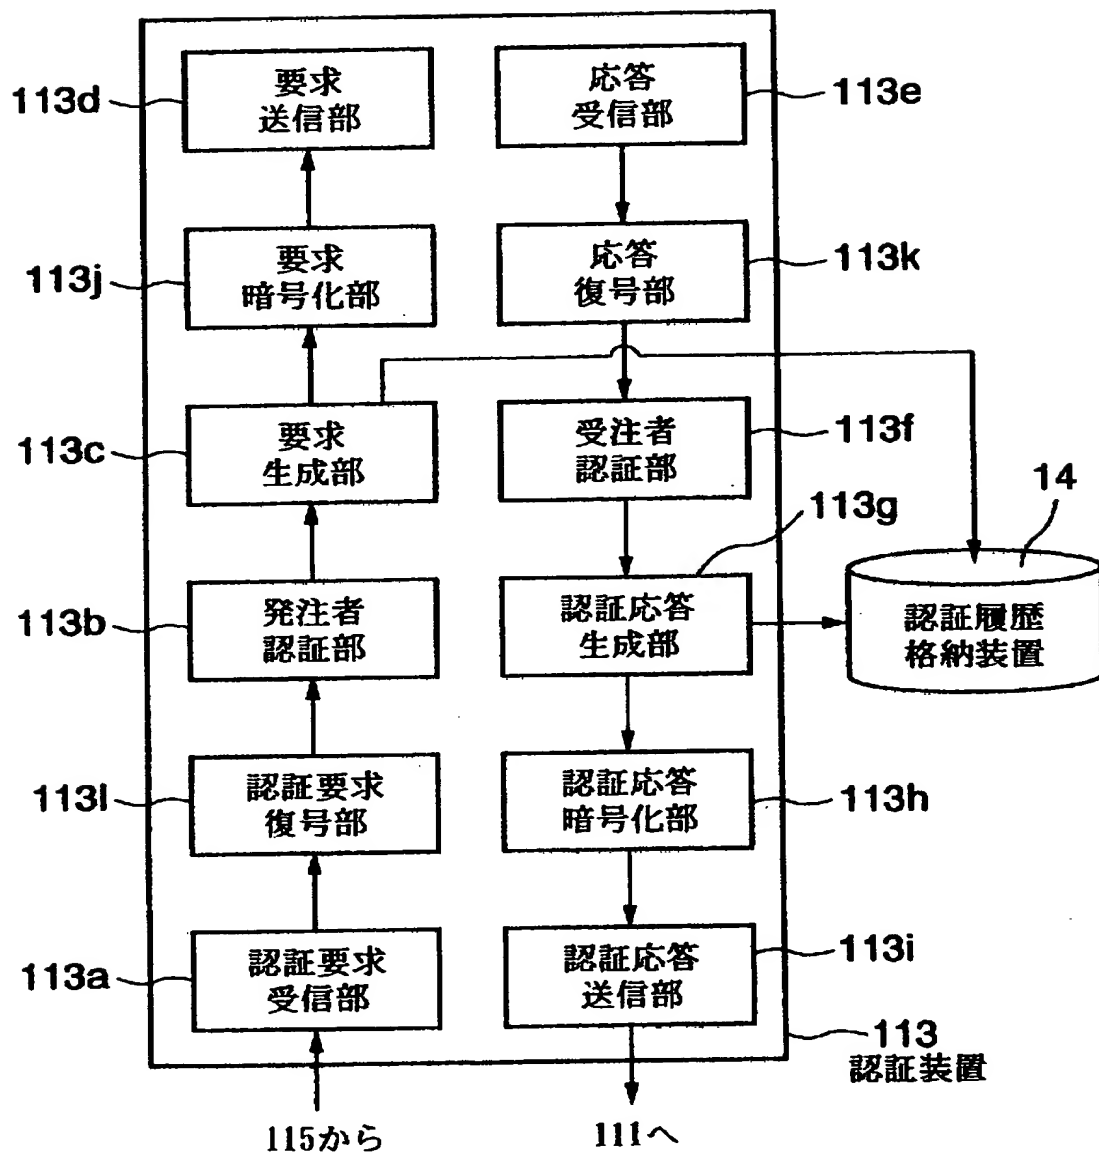 113d
要求
送信部
応答
受信部
113e
113j
要求
暗号化部
応答
復号部
113k
113c
要求
生成部
受注者
認証部
113f
113g
14
113b
発注者
認証部
認証応答
生成部
認証履歴
格納装置
113l
認証要求
復号部
認証応答
暗号化部
113h
113a
認証要求
受信部
認証応答
送信部
113i
113
認証装置
115から
111へ